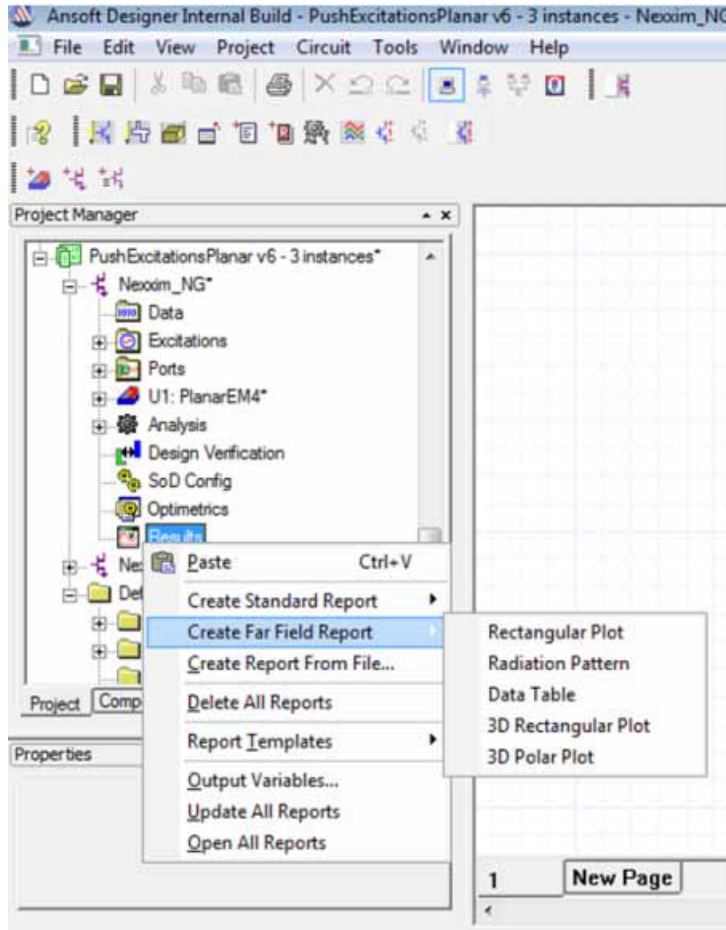 Ansoft Designer Internal Build - PushExcitationsPlanar v6 - 3 instances - Nexxim_NG
File Edit View Project Circuit Tools Window Help
Project Manager
PushExcitationsPlanar v6 - 3 instances*
Nexxim_NG*
Data
Excitations
Ports
U1: PlanarEM4*
Analysis
Design Verification
SoD Config
Optimetrics
Results
Nex
Def
Project Comp
Properties
Paste Ctrl+V
Create Standard Report
Create Far Field Report
Create Report From File...
Delete All Reports
Report Templates
Output Variables...
Update All Reports
Open All Reports
Rectangular Plot
Radiation Pattern
Data Table
3D Rectangular Plot
3D Polar Plot
1 New Page